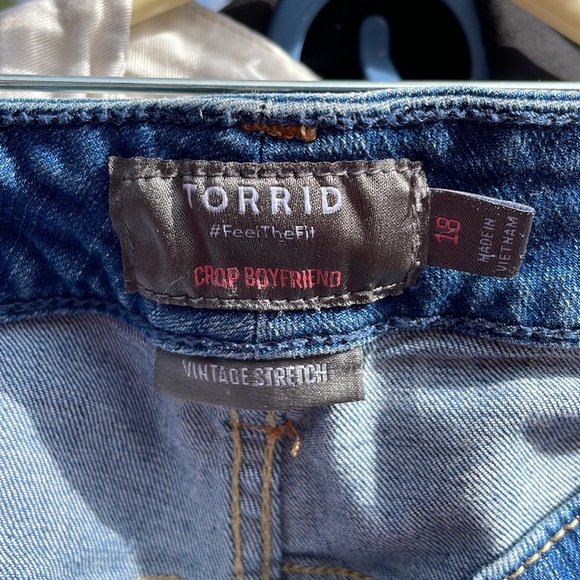 TORRID
#FeelTheFit
CROP BOYFRIEND
18
MADE IN
VIETNAM
VINTAGE STRETCH